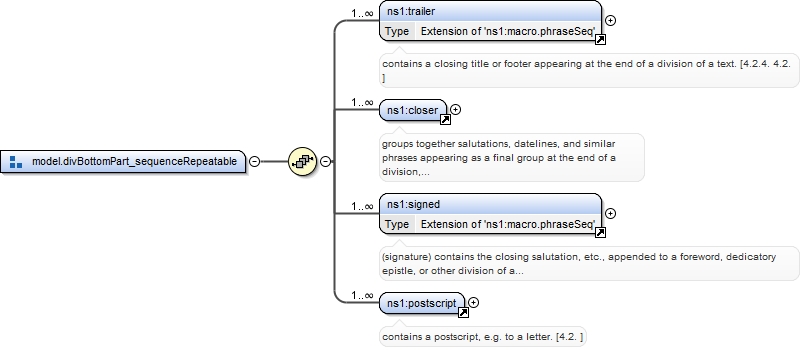 1..∞
ns1:trailer
Type Extension of 'ns1:macro.phraseSeq'
contains a closing title or footer appearing at the end of a division of a text. [4.2.4. 4.2.
]
1..∞
ns1:closer
groups together salutations, datelines, and similar
phrases appearing as a final group at the end of a
division,...
model.divBottomPart_sequenceRepeatable
1..∞
ns1:signed
Type Extension of 'ns1:macro.phraseSeq'
(signature) contains the closing salutation, etc., appended to a foreword, dedicatory
epistle, or other division of a...
1..∞
ns1:postscript
contains a postscript, e.g. to a letter. [4.2. ]